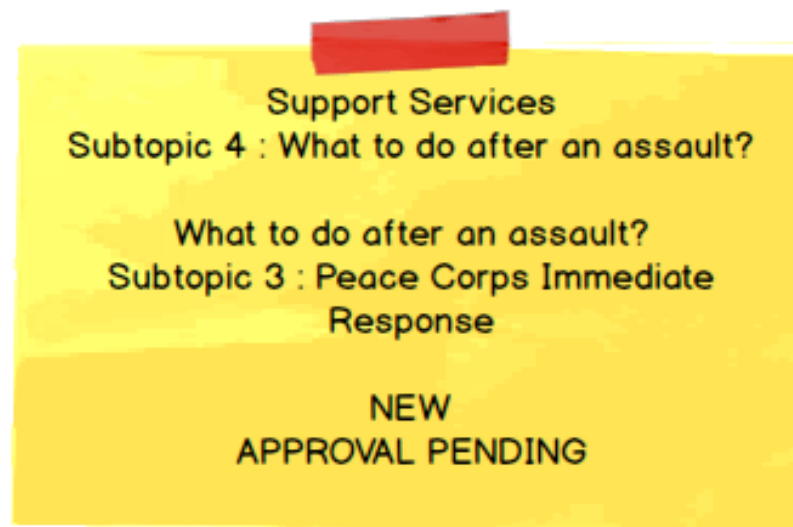 Support Services
Subtopic 4 : What to do after an assault?
What to do after an assault?
Subtopic 3 : Peace Corps Immediate
Response
NEW
APPROVAL PENDING